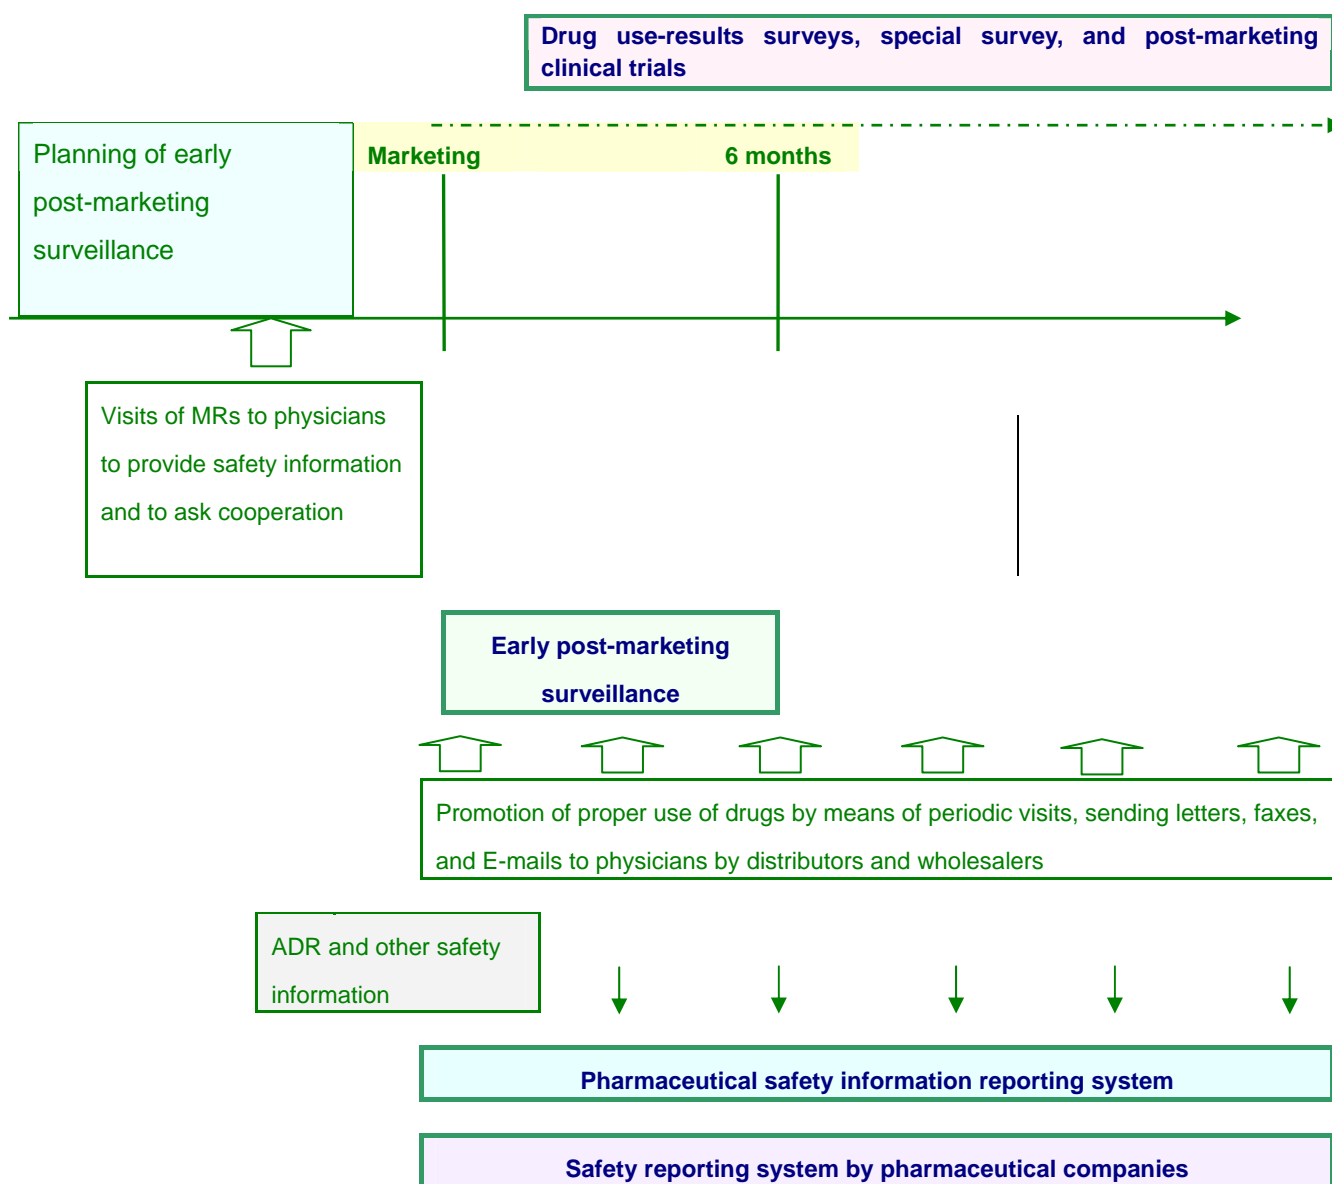 Drug use-results surveys, special survey, and post-marketing
clinical trials
Planning of early
post-marketing
surveillance
Marketing
6 months
Visits of MRs to physicians
to provide safety information
and to ask cooperation
Early post-marketing
surveillance
Promotion of proper use of drugs by means of periodic visits, sending letters, faxes,
and E-mails to physicians by distributors and wholesalers
ADR and other safety
information
Pharmaceutical safety information reporting system
Safety reporting system by pharmaceutical companies